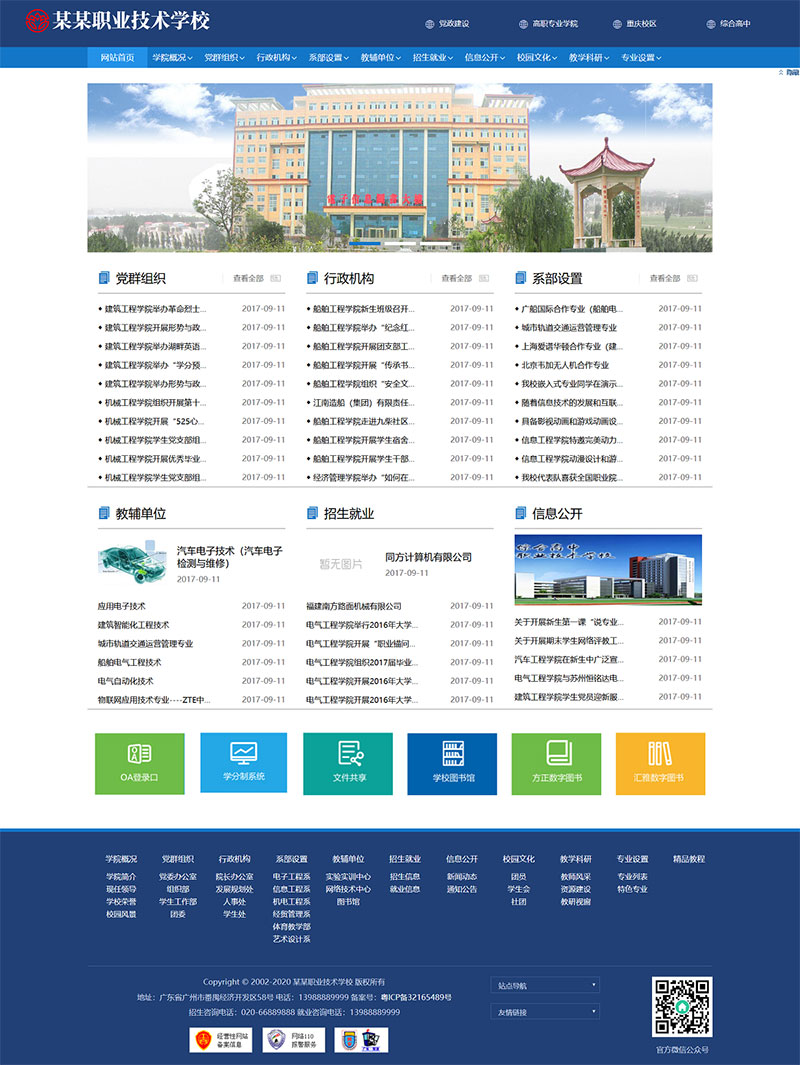 某某职业技术学校
党政建设 高职专业学院 重庆校区 综合高中
网站首页 学院概况 党群组织 行政机构 系部设置 教辅单位 招生就业 信息公开 校园文化 教学科研 专业设置
隐藏
党群组织 查看全部
建筑工程学院举办革命烈士... 2017-09-11
建筑工程学院开展形势与政... 2017-09-11
建筑工程学院举办湖畔英语... 2017-09-11
建筑工程学院举办“学分预... 2017-09-11
建筑工程学院举办形势与政... 2017-09-11
机械工程学院组织开展第十... 2017-09-11
机械工程学院开展“525心... 2017-09-11
机械工程学院学生党支部组... 2017-09-11
机械工程学院开展优秀毕业... 2017-09-11
机械工程学院学生党支部组... 2017-09-11
行政机构 查看全部
船舶工程学院新生班级召开... 2017-09-11
船舶工程学院举办“纪念红... 2017-09-11
船舶工程学院开展团支部工... 2017-09-11
船舶工程学院开展“传承书... 2017-09-11
船舶工程学院组织“安全文... 2017-09-11
江南造船（集团）有限责任... 2017-09-11
船舶工程学院走进九柴社区... 2017-09-11
船舶工程学院开展学生宿舍... 2017-09-11
船舶工程学院开展学生干部... 2017-09-11
经济管理学院举办“如何在... 2017-09-11
系部设置 查看全部
广船国际合作专业（船舶电... 2017-09-11
城市轨道交通运营管理专业 2017-09-11
上海爱谱华顿合作专业（建... 2017-09-11
北京韦加无人机合作专业 2017-09-11
我校嵌入式专业同学在演示... 2017-09-11
随着信息技术的发展和互联... 2017-09-11
具备影视动画和游戏动画设... 2017-09-11
信息工程学院特邀完美动力... 2017-09-11
信息工程学院动漫设计和游... 2017-09-11
我校代表队喜获全国职业院... 2017-09-11
教辅单位
汽车电子技术（汽车电子
检测与维修）
2017-09-11
应用电子技术 2017-09-11
建筑智能化工程技术 2017-09-11
城市轨道交通运营管理专业 2017-09-11
船舶电气工程技术 2017-09-11
电气自动化技术 2017-09-11
物联网应用技术专业----ZTE中... 2017-09-11
招生就业
暂无图片
同方计算机有限公司
2017-09-11
福建南方路面机械有限公司 2017-09-11
电气工程学院举行2016年大学... 2017-09-11
电气工程学院开展“职业锚问... 2017-09-11
电气工程学院组织2017届毕业... 2017-09-11
电气工程学院开展2016年大学... 2017-09-11
电气工程学院开展2016年大学... 2017-09-11
信息公开
综合高中
职业技术学校
关于开展新生第一课“说专业... 2017-09-11
关于开展期末学生网络评教工... 2017-09-11
汽车工程学院在新生中广泛宣... 2017-09-11
电气工程学院与苏州恒铭达电... 2017-09-11
建筑工程学院学生党员迎新服... 2017-09-11
OA登录口 学分制系统 文件共享 学校图书馆 方正数字图书 汇雅数字图书
学院概况 党群组织 行政机构 系部设置 教辅单位 招生就业 信息公开 校园文化 教学科研 专业设置 精品教程
学院简介 党委办公室 院长办公室 电子工程系 实验实训中心 招生信息 新闻动态 团员 教师风采 专业列表
现任领导 组织部 发展规划处 信息工程系 网络技术中心 就业信息 通知公告 学生会 资源建设 特色专业
学校荣誉 学生工作部 人事处 机电工程系 图书馆 社团 教研视窗
校园风景 团委 学生处 经贸管理系
体育教学部
艺术设计系
Copyright © 2002-2020 某某职业技术学校 版权所有
地址：广东省广州市番禺经济开发区58号 电话：13988889999 备案号：粤ICP备32165489号
招生咨询电话：020-66889888 就业咨询电话：13988889999
经营性网站
备案信息
网络110
报警服务
站点导航
友情链接
官方微信公众号